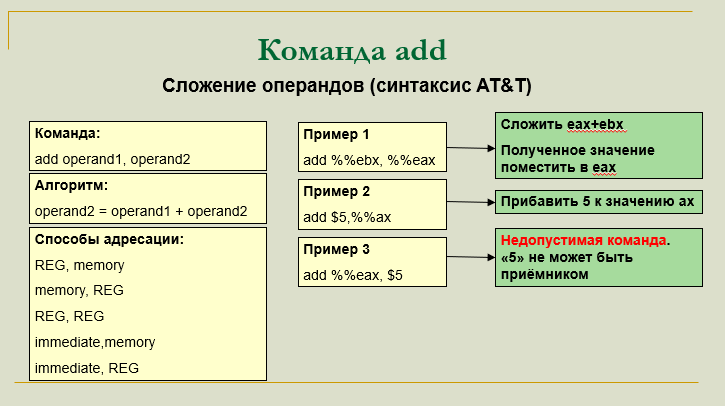 Команда add
Сложение операндов (синтаксис AT&T)
Команда:
add operand1, operand2
Алгоритм:
operand2 = operand1 + operand2
Способы адресации:
REG, memory
memory, REG
REG, REG
immediate,memory
immediate, REG
Пример 1
add %%ebx, %%eax
Пример 2
add $5,%%ax
Пример 3
add %%eax, $5
Сложить eax+ebx
Полученное значение
поместить в eax
Прибавить 5 к значению ax
Недопустимая команда.
«5» не может быть
приёмником